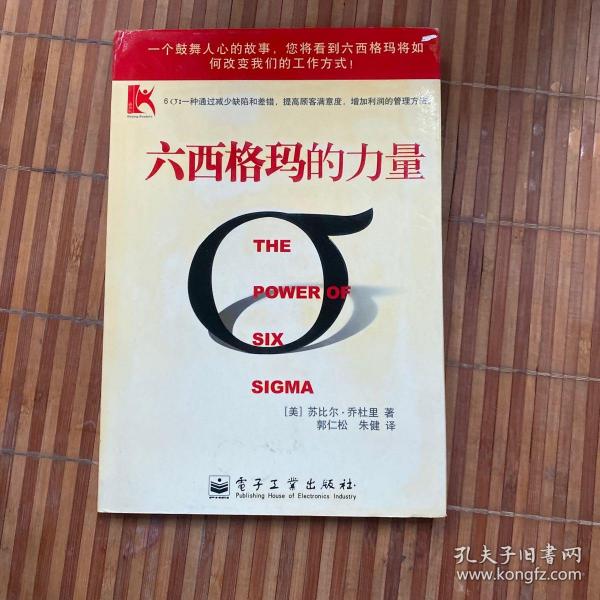 一个鼓舞人心的故事，您将看到六西格玛将如
何改变我们的工作方式！
6σ：一种通过减少缺陷和差错，提高顾客满意度，增加利润的管理方法。
六西格玛的力量
σ
THE
POWER OF
SIX
SIGMA
[美] 苏比尔·乔杜里 著
郭仁松 朱健 译
電子工業出版社
Publishing House of Electronics Industry
孔夫子旧书网
www.kongfz.com